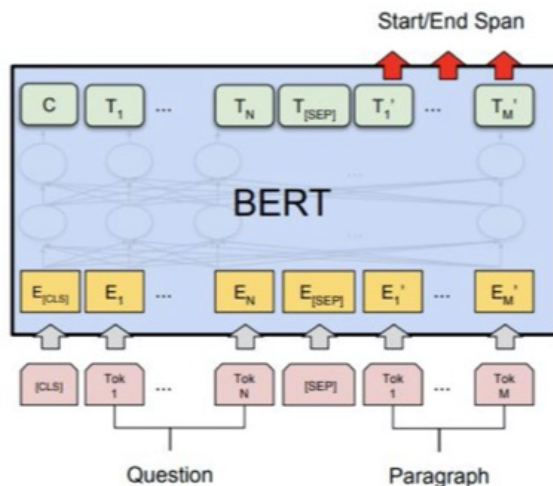 Start/End Span
C T1 ... TN T[SEP] T1' ... TM'
BERT
E[CLS] E1 ... EN E[SEP] E1' ... EM'
[CLS] Tok 1 ... Tok N [SEP] Tok 1 ... Tok M
Question Paragraph